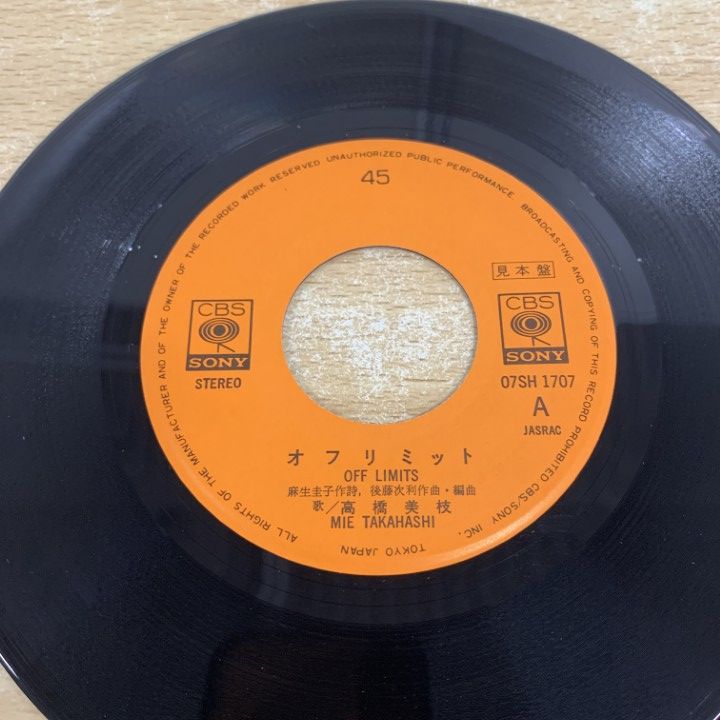 ALL RIGHTS OF THE MANUFACTURER AND OF THE OWNER OF THE RECORDED WORK RESERVED UNAUTHORIZED PUBLIC PERFORMANCE BROADCASTING AND COPYING OF THIS RECORD PROHIBITED CBS/SONY INC.
TOKYO JAPAN
45
見本盤
CBS
SONY
STEREO
CBS
SONY
07SH 1707
A
JASRAC
オフリミット
OFF LIMITS
麻生圭子作詩, 後藤次利作曲・編曲
歌/高橋美枝
MIE TAKAHASHI